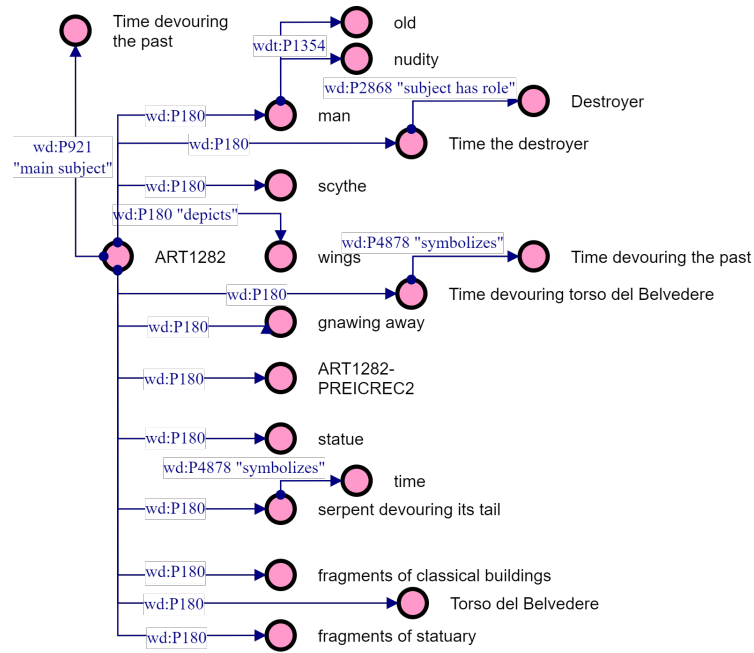 Time devouring
the past
old
wdt:P1354
nudity
wd:P2868 "subject has role"
Destroyer
wd:P180
man
wd:P180
Time the destroyer
wd:P921
"main subject"
wd:P180
scythe
wd:P180 "depicts"
wd:P4878 "symbolizes"
ART1282
wings
Time devouring the past
wd:P180
Time devouring torso del Belvedere
wd:P180
gnawing away
wd:P180
ART1282-
PREICREC2
wd:P180
statue
wd:P4878 "symbolizes"
time
wd:P180
serpent devouring its tail
wd:P180
fragments of classical buildings
wd:P180
Torso del Belvedere
wd:P180
fragments of statuary